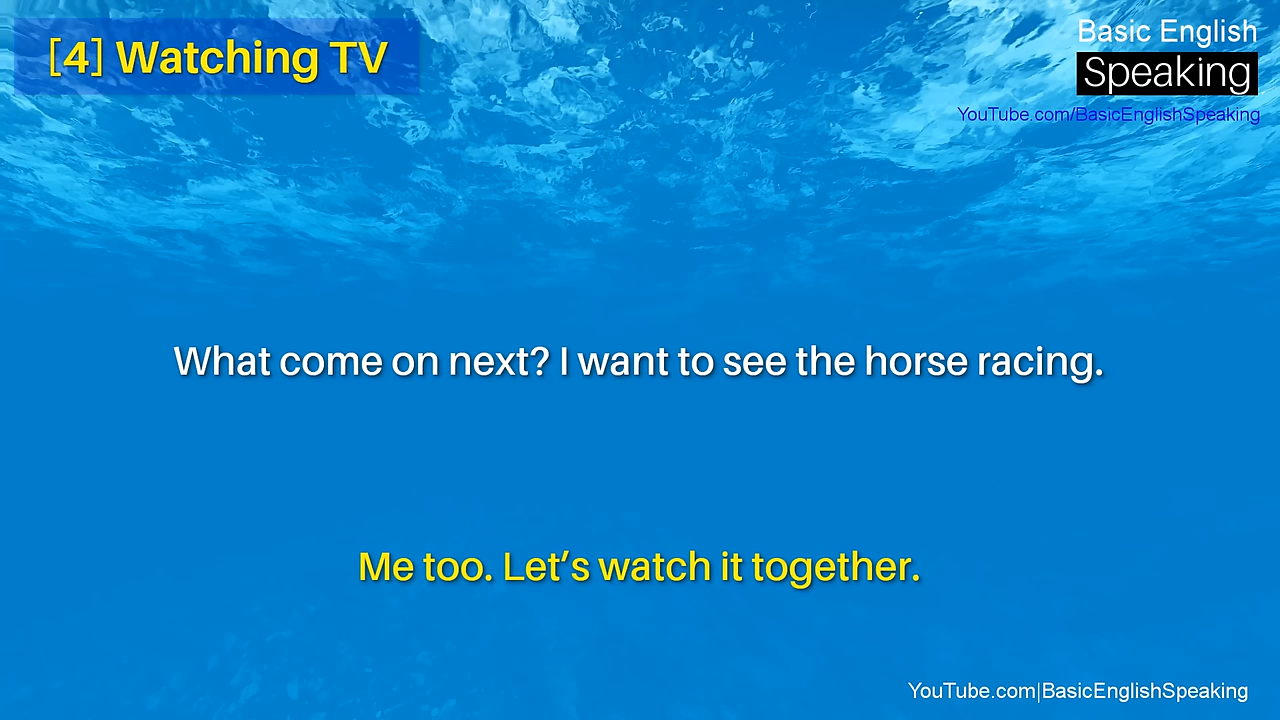 [4] Watching TV
Basic English
Speaking
YouTube.com/BasicEnglishSpeaking
What come on next? I want to see the horse racing.
Me too. Let’s watch it together.
YouTube.com|BasicEnglishSpeaking